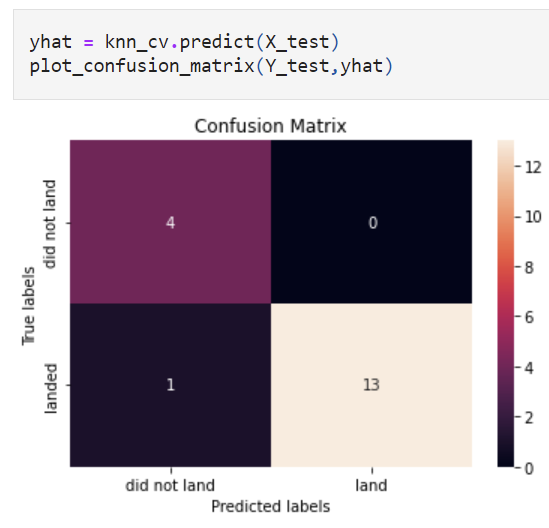 yhat = knn_cv.predict(X_test)
plot_confusion_matrix(Y_test,yhat)
Confusion Matrix
did not land
4
0
landed
1
13
True labels
did not land
land
Predicted labels
12
10
8
6
4
2
0